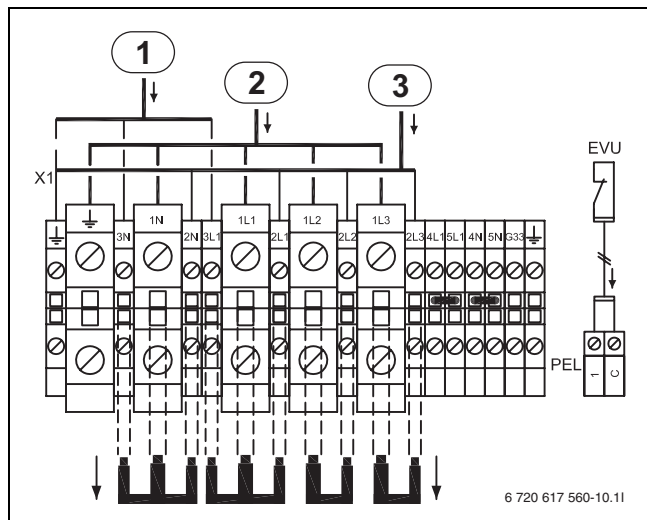 1
2
3
EVU
X1
3N 1N 2N 3L1 1L1 2L1 1L2 2L2 1L3 2L3 4L1 5L1 4N 5N G33
PEL 1 C
6 720 617 560-10.1I